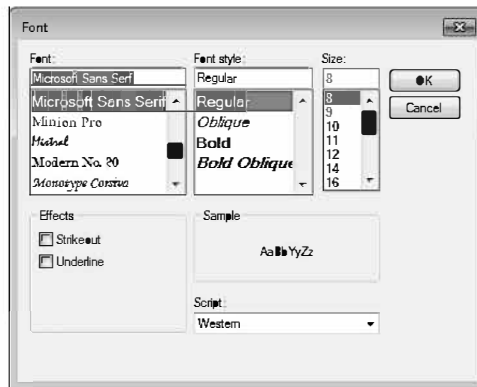 Font
Font:
Font style:
Size:
Microsoft Sans Serf
Regular
8
OK
Cancel
Microsoft Sans Serif
Minion Pro
Mistral
Modern No. 20
Monotype Corsiva
Regular
Oblique
Bold
Bold Oblique
8
9
10
11
12
14
16
Effects
Strikeout
Underline
Sample
AaBbYyZz
Script:
Western